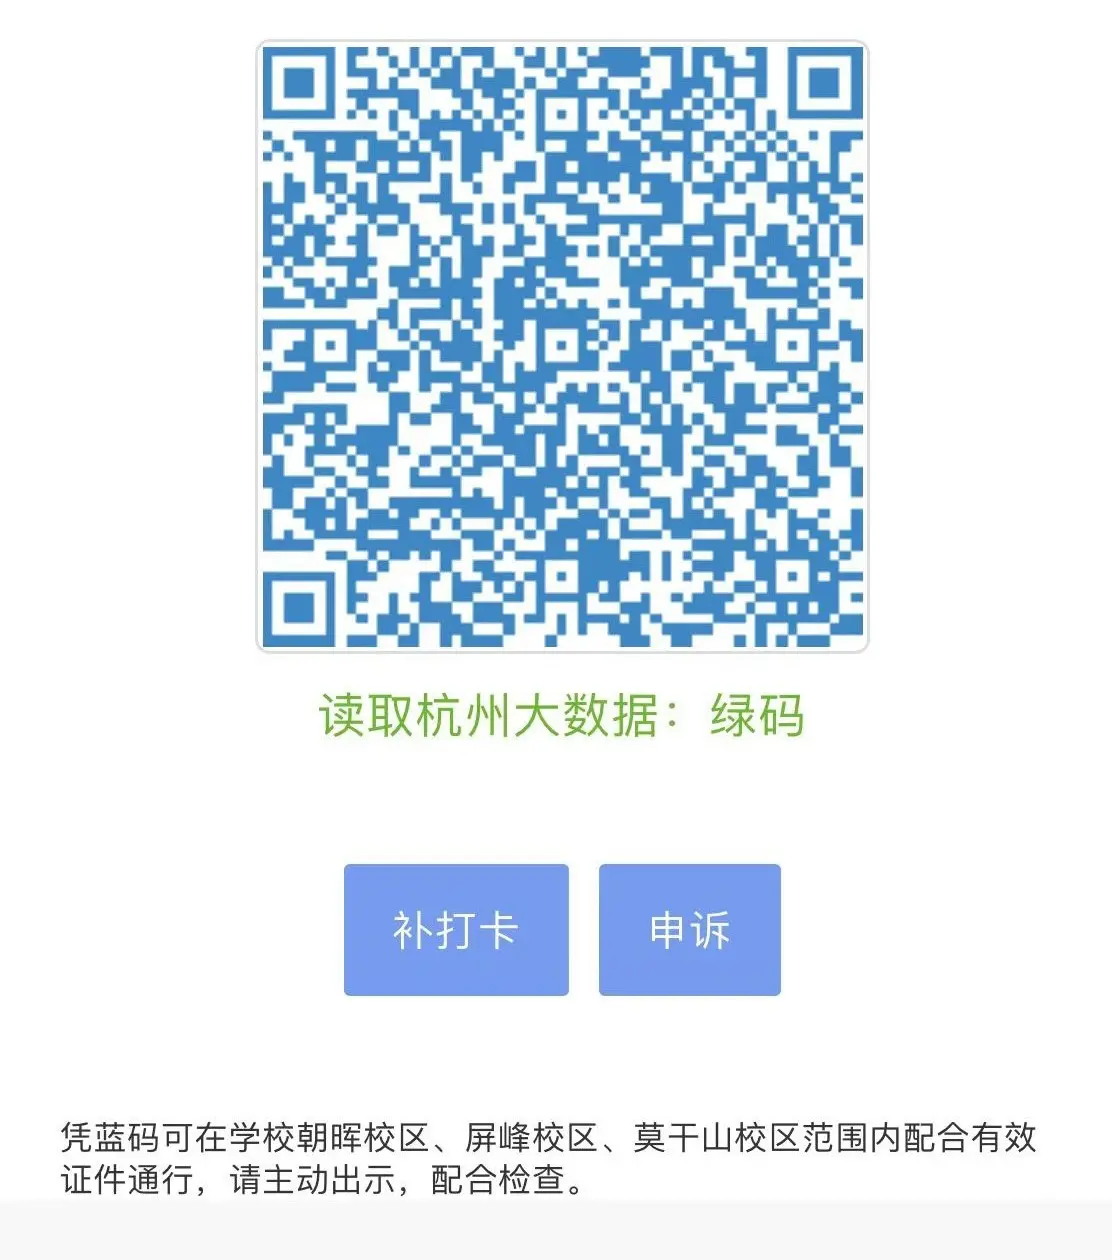 读取杭州大数据：绿码
补打卡
申诉
凭蓝码可在学校朝晖校区、屏峰校区、莫干山校区范围内配合有效
证件通行，请主动出示，配合检查。